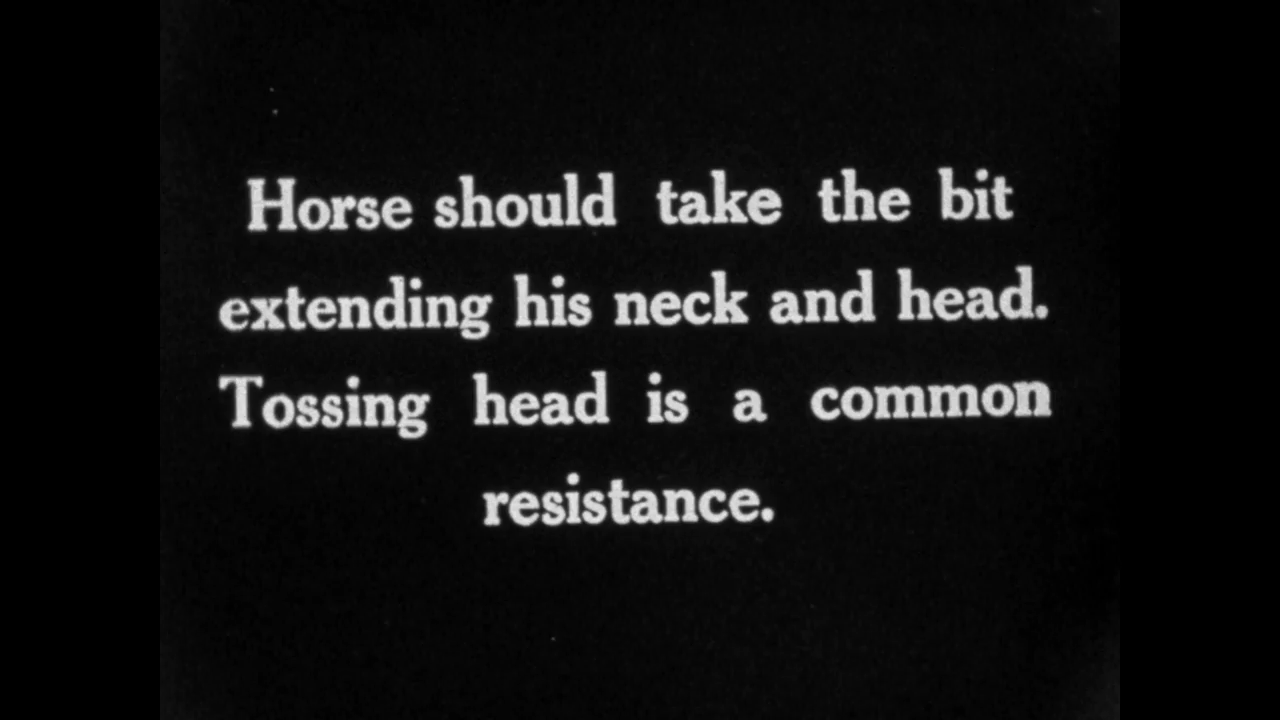 Horse should take the bit
extending his neck and head.
Tossing head is a common
resistance.